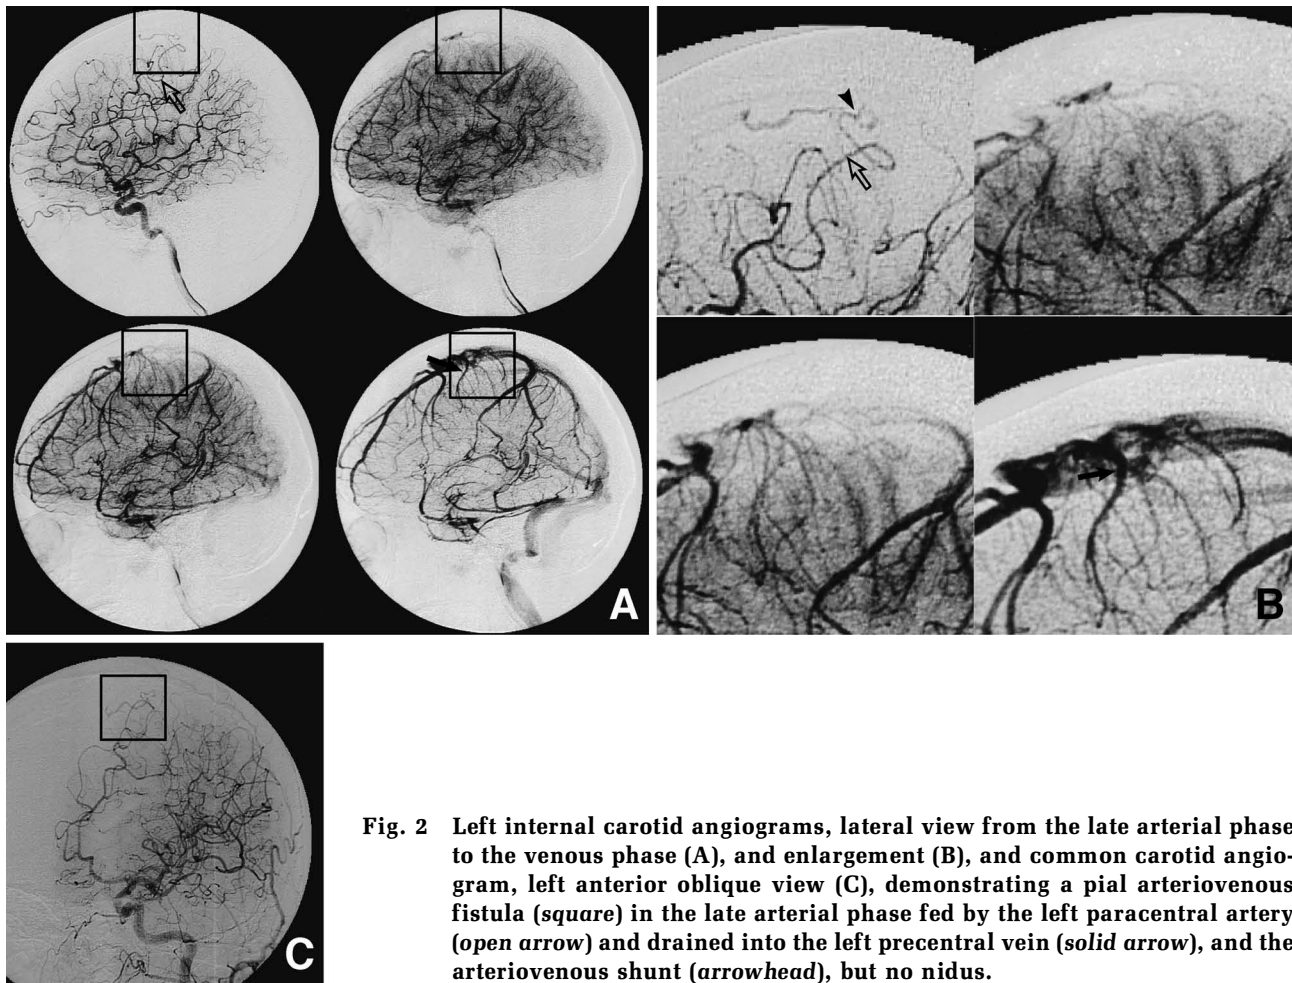 A
B
C
Fig. 2 Left internal carotid angiograms, lateral view from the late arterial phase
to the venous phase (A), and enlargement (B), and common carotid angio-
gram, left anterior oblique view (C), demonstrating a pial arteriovenous
fistula (square) in the late arterial phase fed by the left paracentral artery
(open arrow) and drained into the left precentral vein (solid arrow), and the
arteriovenous shunt (arrowhead), but no nidus.